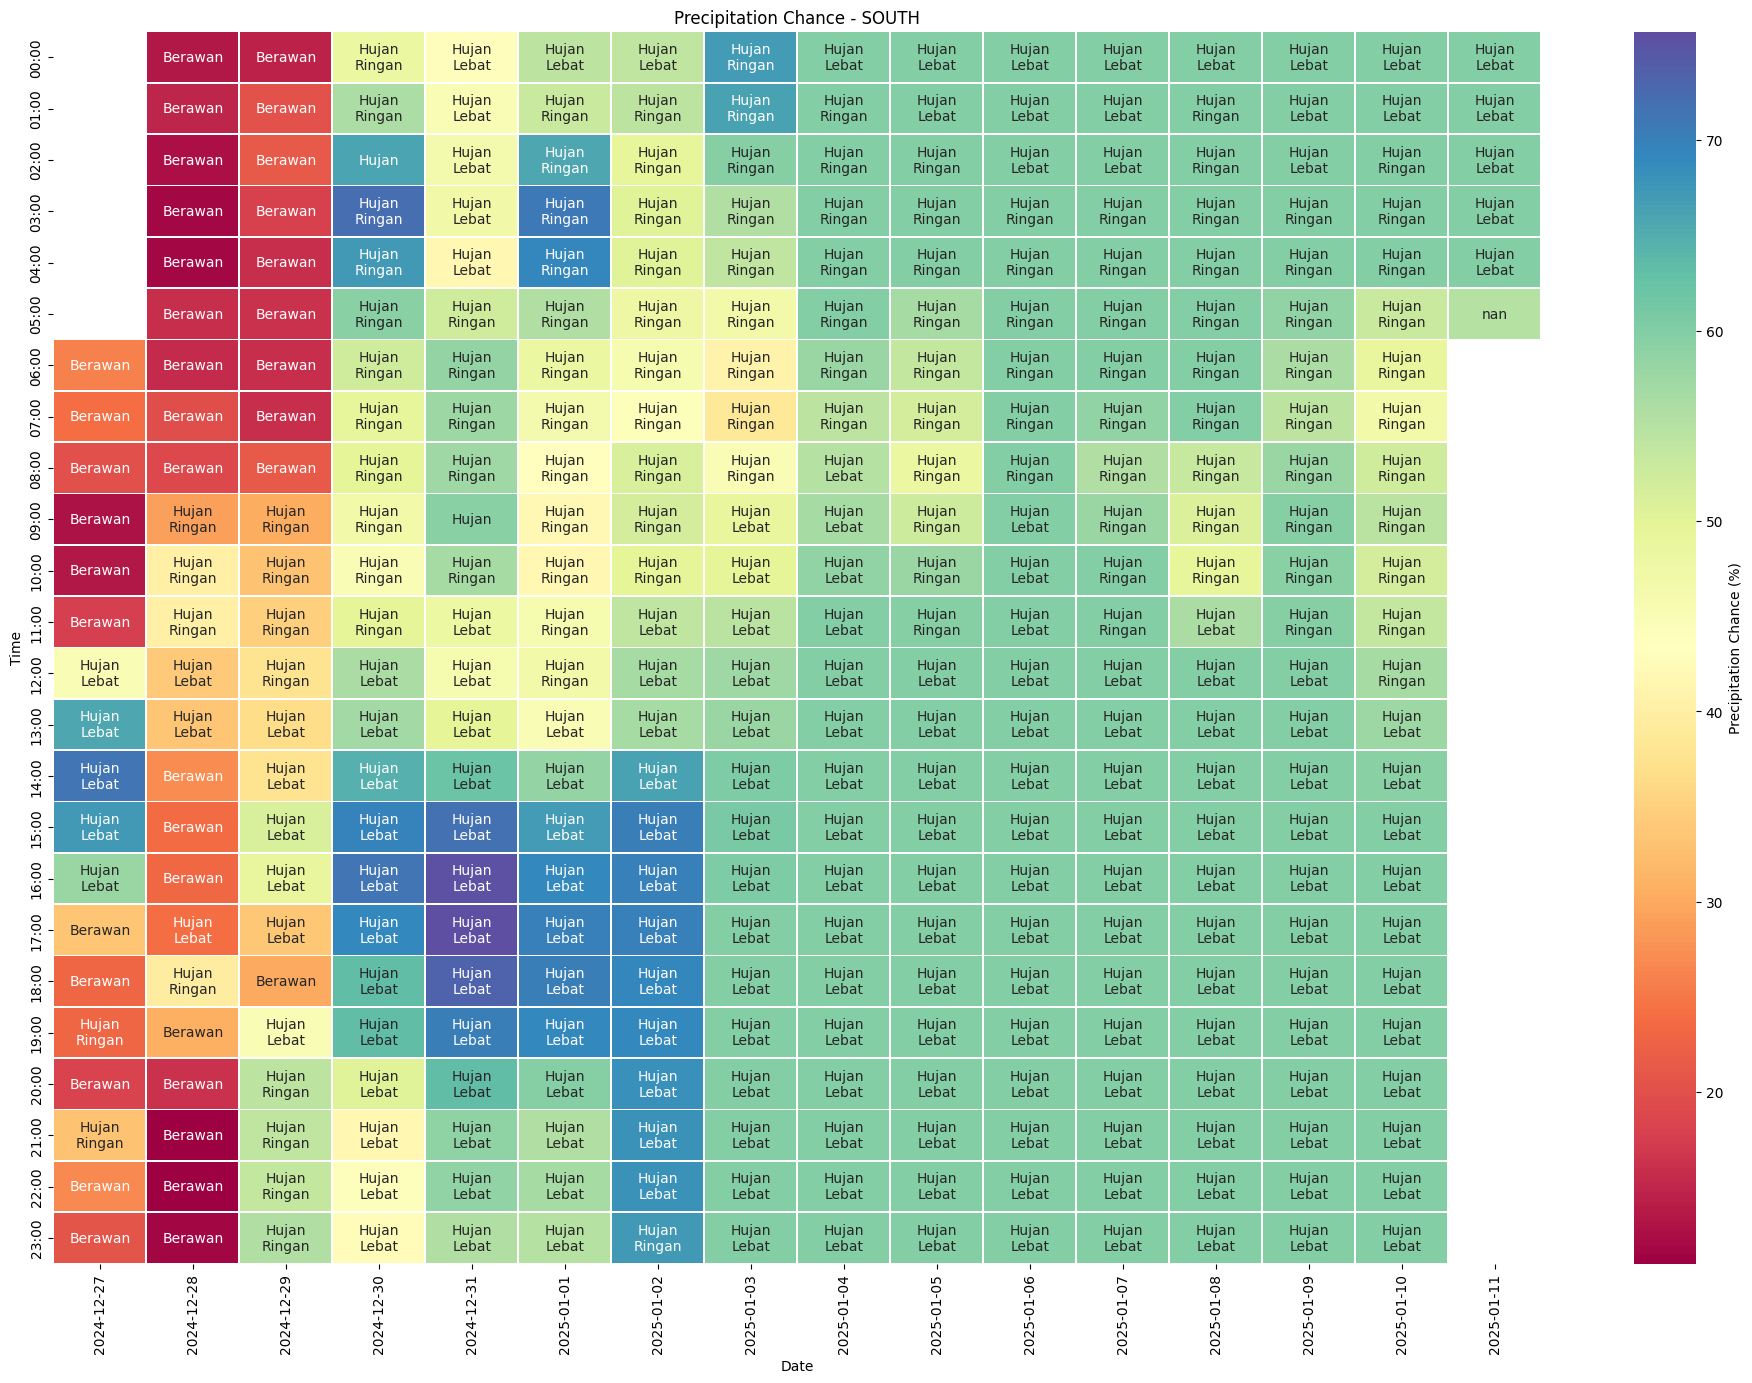 Precipitation Chance - SOUTH
00:00 Berawan Berawan Hujan Ringan Hujan Lebat Hujan Lebat Hujan Lebat Hujan Ringan Hujan Lebat Hujan Lebat Hujan Lebat Hujan Lebat Hujan Lebat Hujan Lebat Hujan Lebat Hujan Lebat
01:00 Berawan Berawan Hujan Ringan Hujan Lebat Hujan Ringan Hujan Ringan Hujan Ringan Hujan Ringan Hujan Lebat Hujan Lebat Hujan Lebat Hujan Ringan Hujan Lebat Hujan Lebat Hujan Lebat
02:00 Berawan Berawan Hujan Hujan Lebat Hujan Ringan Hujan Ringan Hujan Ringan Hujan Ringan Hujan Ringan Hujan Lebat Hujan Lebat Hujan Ringan Hujan Lebat Hujan Ringan Hujan Lebat
03:00 Berawan Berawan Hujan Ringan Hujan Lebat Hujan Ringan Hujan Ringan Hujan Ringan Hujan Ringan Hujan Ringan Hujan Ringan Hujan Ringan Hujan Ringan Hujan Ringan Hujan Ringan Hujan Lebat
04:00 Berawan Berawan Hujan Ringan Hujan Lebat Hujan Ringan Hujan Ringan Hujan Ringan Hujan Ringan Hujan Ringan Hujan Ringan Hujan Ringan Hujan Ringan Hujan Ringan Hujan Ringan Hujan Lebat
05:00 Berawan Berawan Hujan Ringan Hujan Ringan Hujan Ringan Hujan Ringan Hujan Ringan Hujan Ringan Hujan Ringan Hujan Ringan Hujan Ringan Hujan Ringan Hujan Ringan Hujan Ringan nan
06:00 Berawan Berawan Berawan Hujan Ringan Hujan Ringan Hujan Ringan Hujan Ringan Hujan Ringan Hujan Ringan Hujan Ringan Hujan Ringan Hujan Ringan Hujan Ringan Hujan Ringan Hujan Ringan
07:00 Berawan Berawan Berawan Hujan Ringan Hujan Ringan Hujan Ringan Hujan Ringan Hujan Ringan Hujan Ringan Hujan Ringan Hujan Ringan Hujan Ringan Hujan Ringan Hujan Ringan Hujan Ringan
08:00 Berawan Berawan Berawan Hujan Ringan Hujan Ringan Hujan Ringan Hujan Ringan Hujan Ringan Hujan Lebat Hujan Ringan Hujan Ringan Hujan Ringan Hujan Ringan Hujan Ringan Hujan Ringan
09:00 Berawan Hujan Ringan Hujan Ringan Hujan Ringan Hujan Hujan Ringan Hujan Ringan Hujan Lebat Hujan Lebat Hujan Ringan Hujan Lebat Hujan Ringan Hujan Ringan Hujan Ringan Hujan Ringan
10:00 Berawan Hujan Ringan Hujan Ringan Hujan Ringan Hujan Ringan Hujan Ringan Hujan Ringan Hujan Lebat Hujan Lebat Hujan Ringan Hujan Lebat Hujan Ringan Hujan Ringan Hujan Ringan Hujan Ringan
11:00 Berawan Hujan Ringan Hujan Ringan Hujan Ringan Hujan Lebat Hujan Ringan Hujan Lebat Hujan Lebat Hujan Lebat Hujan Ringan Hujan Lebat Hujan Ringan Hujan Lebat Hujan Ringan Hujan Ringan
12:00 Hujan Lebat Hujan Lebat Hujan Ringan Hujan Lebat Hujan Lebat Hujan Ringan Hujan Lebat Hujan Lebat Hujan Lebat Hujan Lebat Hujan Lebat Hujan Lebat Hujan Lebat Hujan Lebat Hujan Ringan
13:00 Hujan Lebat Hujan Lebat Hujan Lebat Hujan Lebat Hujan Lebat Hujan Lebat Hujan Lebat Hujan Lebat Hujan Lebat Hujan Lebat Hujan Lebat Hujan Lebat Hujan Lebat Hujan Lebat Hujan Lebat
14:00 Hujan Lebat Berawan Hujan Lebat Hujan Lebat Hujan Lebat Hujan Lebat Hujan Lebat Hujan Lebat Hujan Lebat Hujan Lebat Hujan Lebat Hujan Lebat Hujan Lebat Hujan Lebat Hujan Lebat
15:00 Hujan Lebat Berawan Hujan Lebat Hujan Lebat Hujan Lebat Hujan Lebat Hujan Lebat Hujan Lebat Hujan Lebat Hujan Lebat Hujan Lebat Hujan Lebat Hujan Lebat Hujan Lebat Hujan Lebat
16:00 Hujan Lebat Berawan Hujan Lebat Hujan Lebat Hujan Lebat Hujan Lebat Hujan Lebat Hujan Lebat Hujan Lebat Hujan Lebat Hujan Lebat Hujan Lebat Hujan Lebat Hujan Lebat Hujan Lebat
17:00 Berawan Hujan Lebat Hujan Lebat Hujan Lebat Hujan Lebat Hujan Lebat Hujan Lebat Hujan Lebat Hujan Lebat Hujan Lebat Hujan Lebat Hujan Lebat Hujan Lebat Hujan Lebat Hujan Lebat
18:00 Berawan Hujan Ringan Berawan Hujan Lebat Hujan Lebat Hujan Lebat Hujan Lebat Hujan Lebat Hujan Lebat Hujan Lebat Hujan Lebat Hujan Lebat Hujan Lebat Hujan Lebat Hujan Lebat
19:00 Hujan Ringan Berawan Hujan Lebat Hujan Lebat Hujan Lebat Hujan Lebat Hujan Lebat Hujan Lebat Hujan Lebat Hujan Lebat Hujan Lebat Hujan Lebat Hujan Lebat Hujan Lebat Hujan Lebat
20:00 Berawan Berawan Hujan Ringan Hujan Lebat Hujan Lebat Hujan Lebat Hujan Lebat Hujan Lebat Hujan Lebat Hujan Lebat Hujan Lebat Hujan Lebat Hujan Lebat Hujan Lebat Hujan Lebat
21:00 Hujan Ringan Berawan Hujan Ringan Hujan Lebat Hujan Lebat Hujan Lebat Hujan Lebat Hujan Lebat Hujan Lebat Hujan Lebat Hujan Lebat Hujan Lebat Hujan Lebat Hujan Lebat Hujan Lebat
22:00 Berawan Berawan Hujan Ringan Hujan Lebat Hujan Lebat Hujan Lebat Hujan Lebat Hujan Lebat Hujan Lebat Hujan Lebat Hujan Lebat Hujan Lebat Hujan Lebat Hujan Lebat Hujan Lebat
23:00 Berawan Berawan Hujan Ringan Hujan Lebat Hujan Lebat Hujan Lebat Hujan Ringan Hujan Lebat Hujan Lebat Hujan Lebat Hujan Lebat Hujan Lebat Hujan Lebat Hujan Lebat Hujan Lebat
Time
2024-12-27 2024-12-28 2024-12-29 2024-12-30 2024-12-31 2025-01-01 2025-01-02 2025-01-03 2025-01-04 2025-01-05 2025-01-06 2025-01-07 2025-01-08 2025-01-09 2025-01-10 2025-01-11
Date
70
60
50
40
30
20
Precipitation Chance (%)